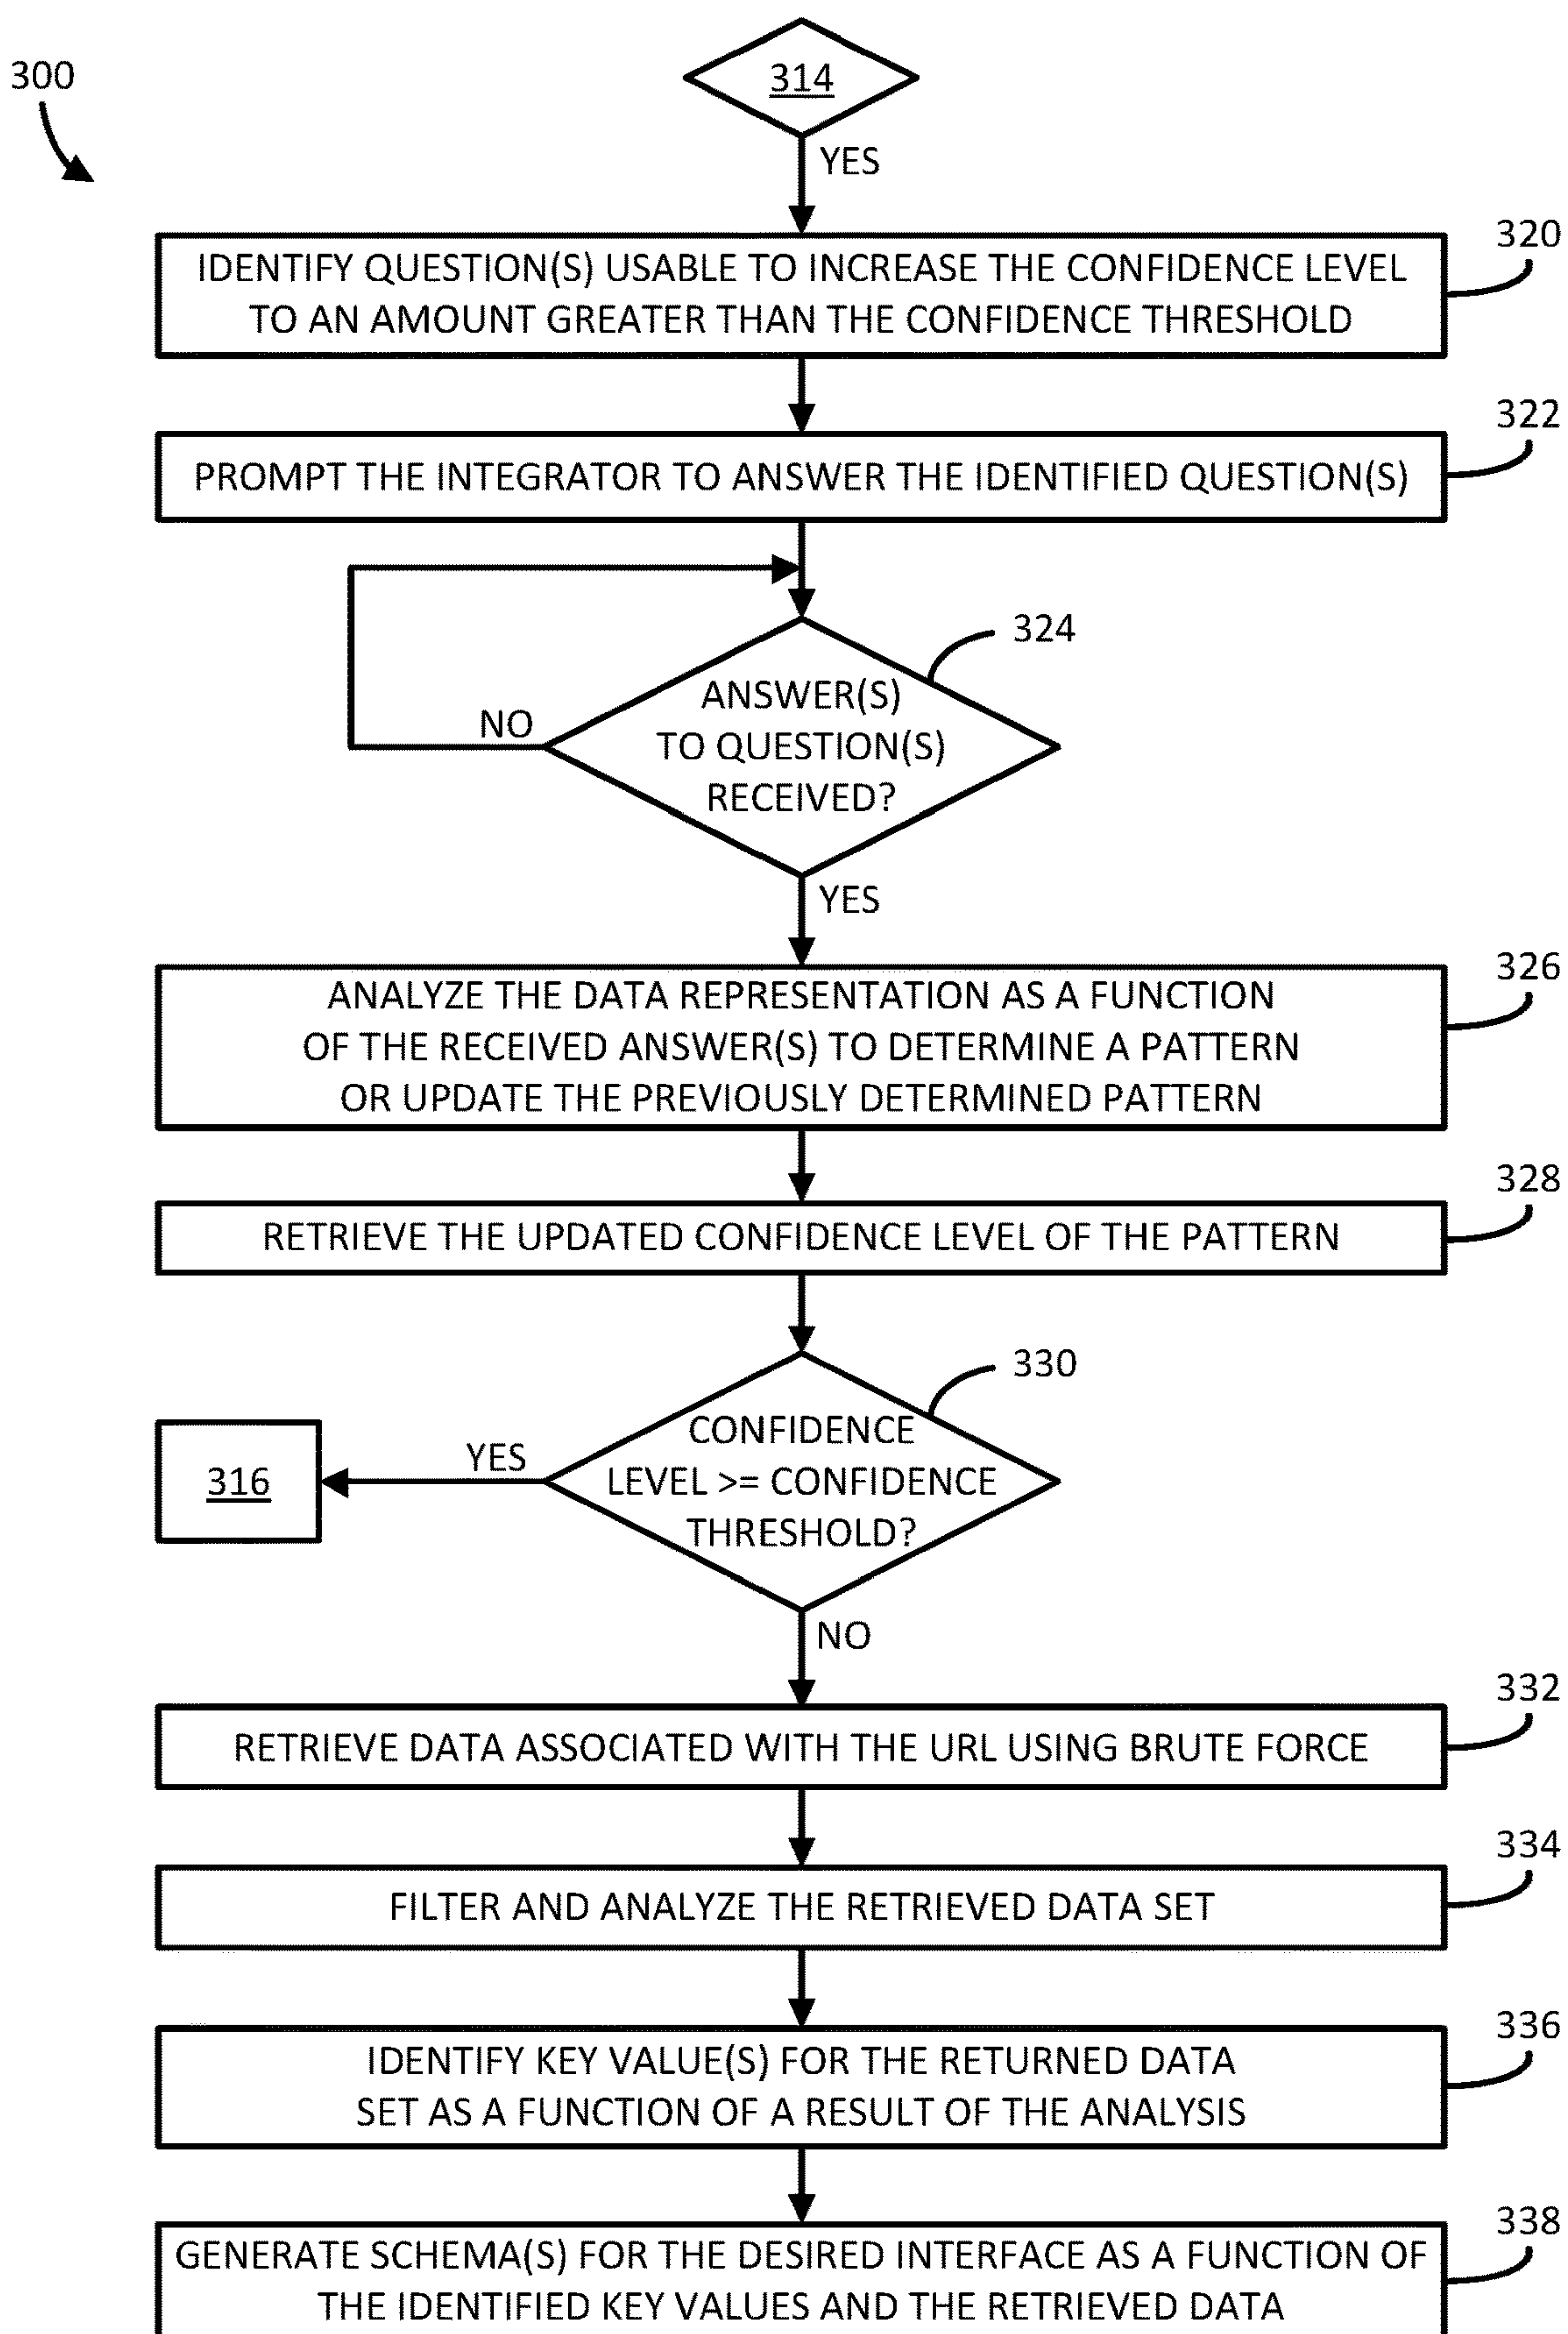 300
314
YES
320
IDENTIFY QUESTION(S) USABLE TO INCREASE THE CONFIDENCE LEVEL
TO AN AMOUNT GREATER THAN THE CONFIDENCE THRESHOLD
322
PROMPT THE INTEGRATOR TO ANSWER THE IDENTIFIED QUESTION(S)
324
ANSWER(S)
TO QUESTION(S)
RECEIVED?
NO
YES
326
ANALYZE THE DATA REPRESENTATION AS A FUNCTION
OF THE RECEIVED ANSWER(S) TO DETERMINE A PATTERN
OR UPDATE THE PREVIOUSLY DETERMINED PATTERN
328
RETRIEVE THE UPDATED CONFIDENCE LEVEL OF THE PATTERN
330
CONFIDENCE
LEVEL >= CONFIDENCE
THRESHOLD?
YES
316
NO
332
RETRIEVE DATA ASSOCIATED WITH THE URL USING BRUTE FORCE
334
FILTER AND ANALYZE THE RETRIEVED DATA SET
336
IDENTIFY KEY VALUE(S) FOR THE RETURNED DATA
SET AS A FUNCTION OF A RESULT OF THE ANALYSIS
338
GENERATE SCHEMA(S) FOR THE DESIRED INTERFACE AS A FUNCTION OF
THE IDENTIFIED KEY VALUES AND THE RETRIEVED DATA